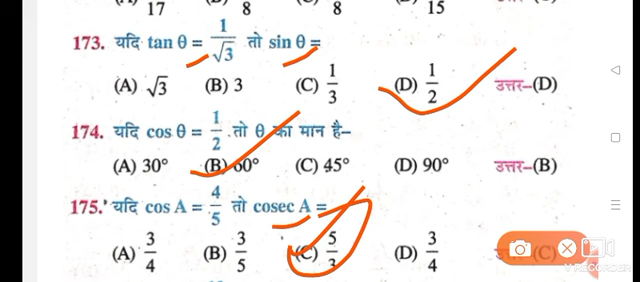 17 8 8 15
173. यदि tan θ = 1/√3 तो sin θ =
(A) √3 (B) 3 (C) 1/3 (D) 1/2 उत्तर–(D)
174. यदि cos θ = 1/2 तो θ का मान है–
(A) 30° (B) 60° (C) 45° (D) 90° उत्तर–(B)
175. यदि cos A = 4/5 तो cosec A =
(A) 3/4 (B) 3/5 (C) 5/3 (D) 3/4 (C)
RECORDER